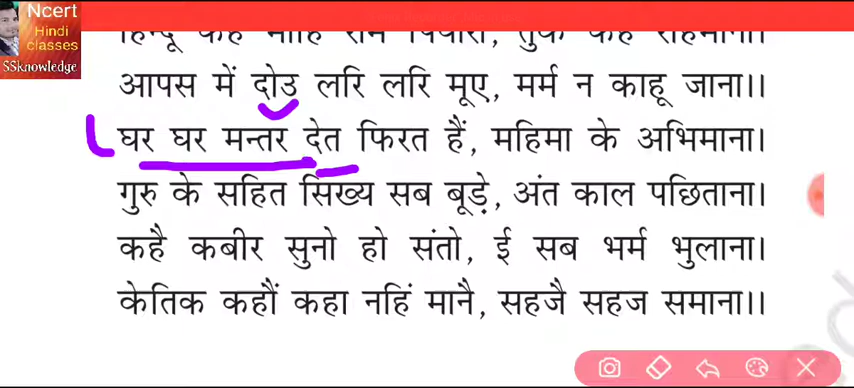 Ncert
Hindi
classes
SSknowledge
आपस में दोउ लरि लरि मूए, मर्म न काहू जाना।।
घर घर मन्तर देत फिरत हैं, महिमा के अभिमाना।
गुरु के सहित सिख्य सब बूड़े, अंत काल पछिताना।
कहै कबीर सुनो हो संतो, ई सब भर्म भुलाना।
केतिक कहौं कहा नहिं मानै, सहजै सहज समाना।।